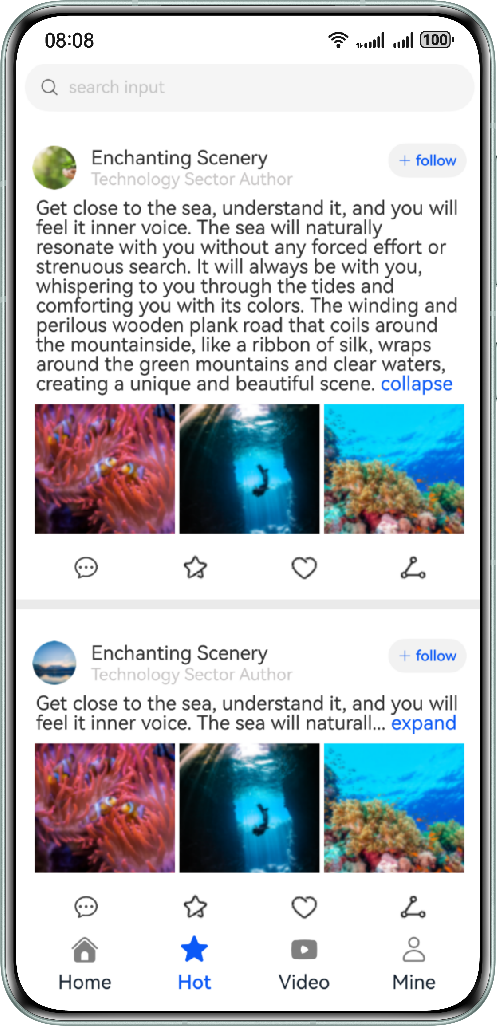 08:08
100
search input
Enchanting Scenery
+ follow
Technology Sector Author
Get close to the sea, understand it, and you will
feel it inner voice. The sea will naturally
resonate with you without any forced effort or
strenuous search. It will always be with you,
whispering to you through the tides and
comforting you with its colors. The winding and
perilous wooden plank road that coils around
the mountainside, like a ribbon of silk, wraps
around the green mountains and clear waters,
creating a unique and beautiful scene. collapse
Enchanting Scenery
+ follow
Technology Sector Author
Get close to the sea, understand it, and you will
feel it inner voice. The sea will naturall... expand
Home
Hot
Video
Mine